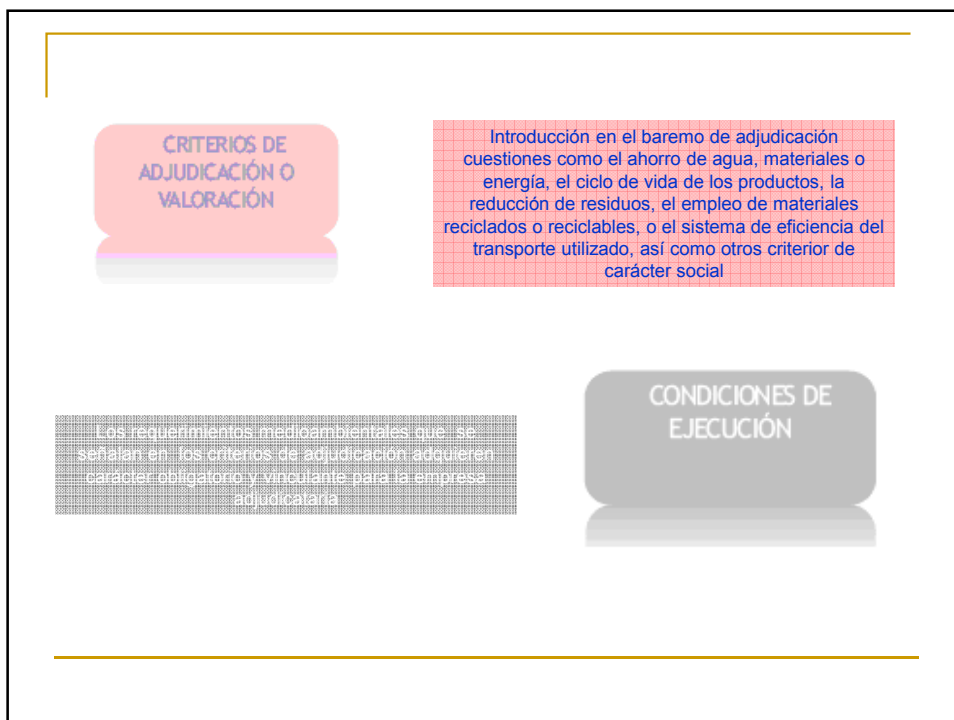 CRITERIOS DE
ADJUDICACIÓN O
VALORACIÓN
Introducción en el baremo de adjudicación
cuestiones como el ahorro de agua, materiales o
energía, el ciclo de vida de los productos, la
reducción de residuos, el empleo de materiales
reciclados o reciclables, o el sistema de eficiencia del
transporte utilizado, así como otros criterior de
carácter social
CONDICIONES DE
EJECUCIÓN
Los requerimientos medioambientales que se
señalan en los criterios de adjudicación adquieren
carácter obligatorio y vinculante para la empresa
adjudicataria